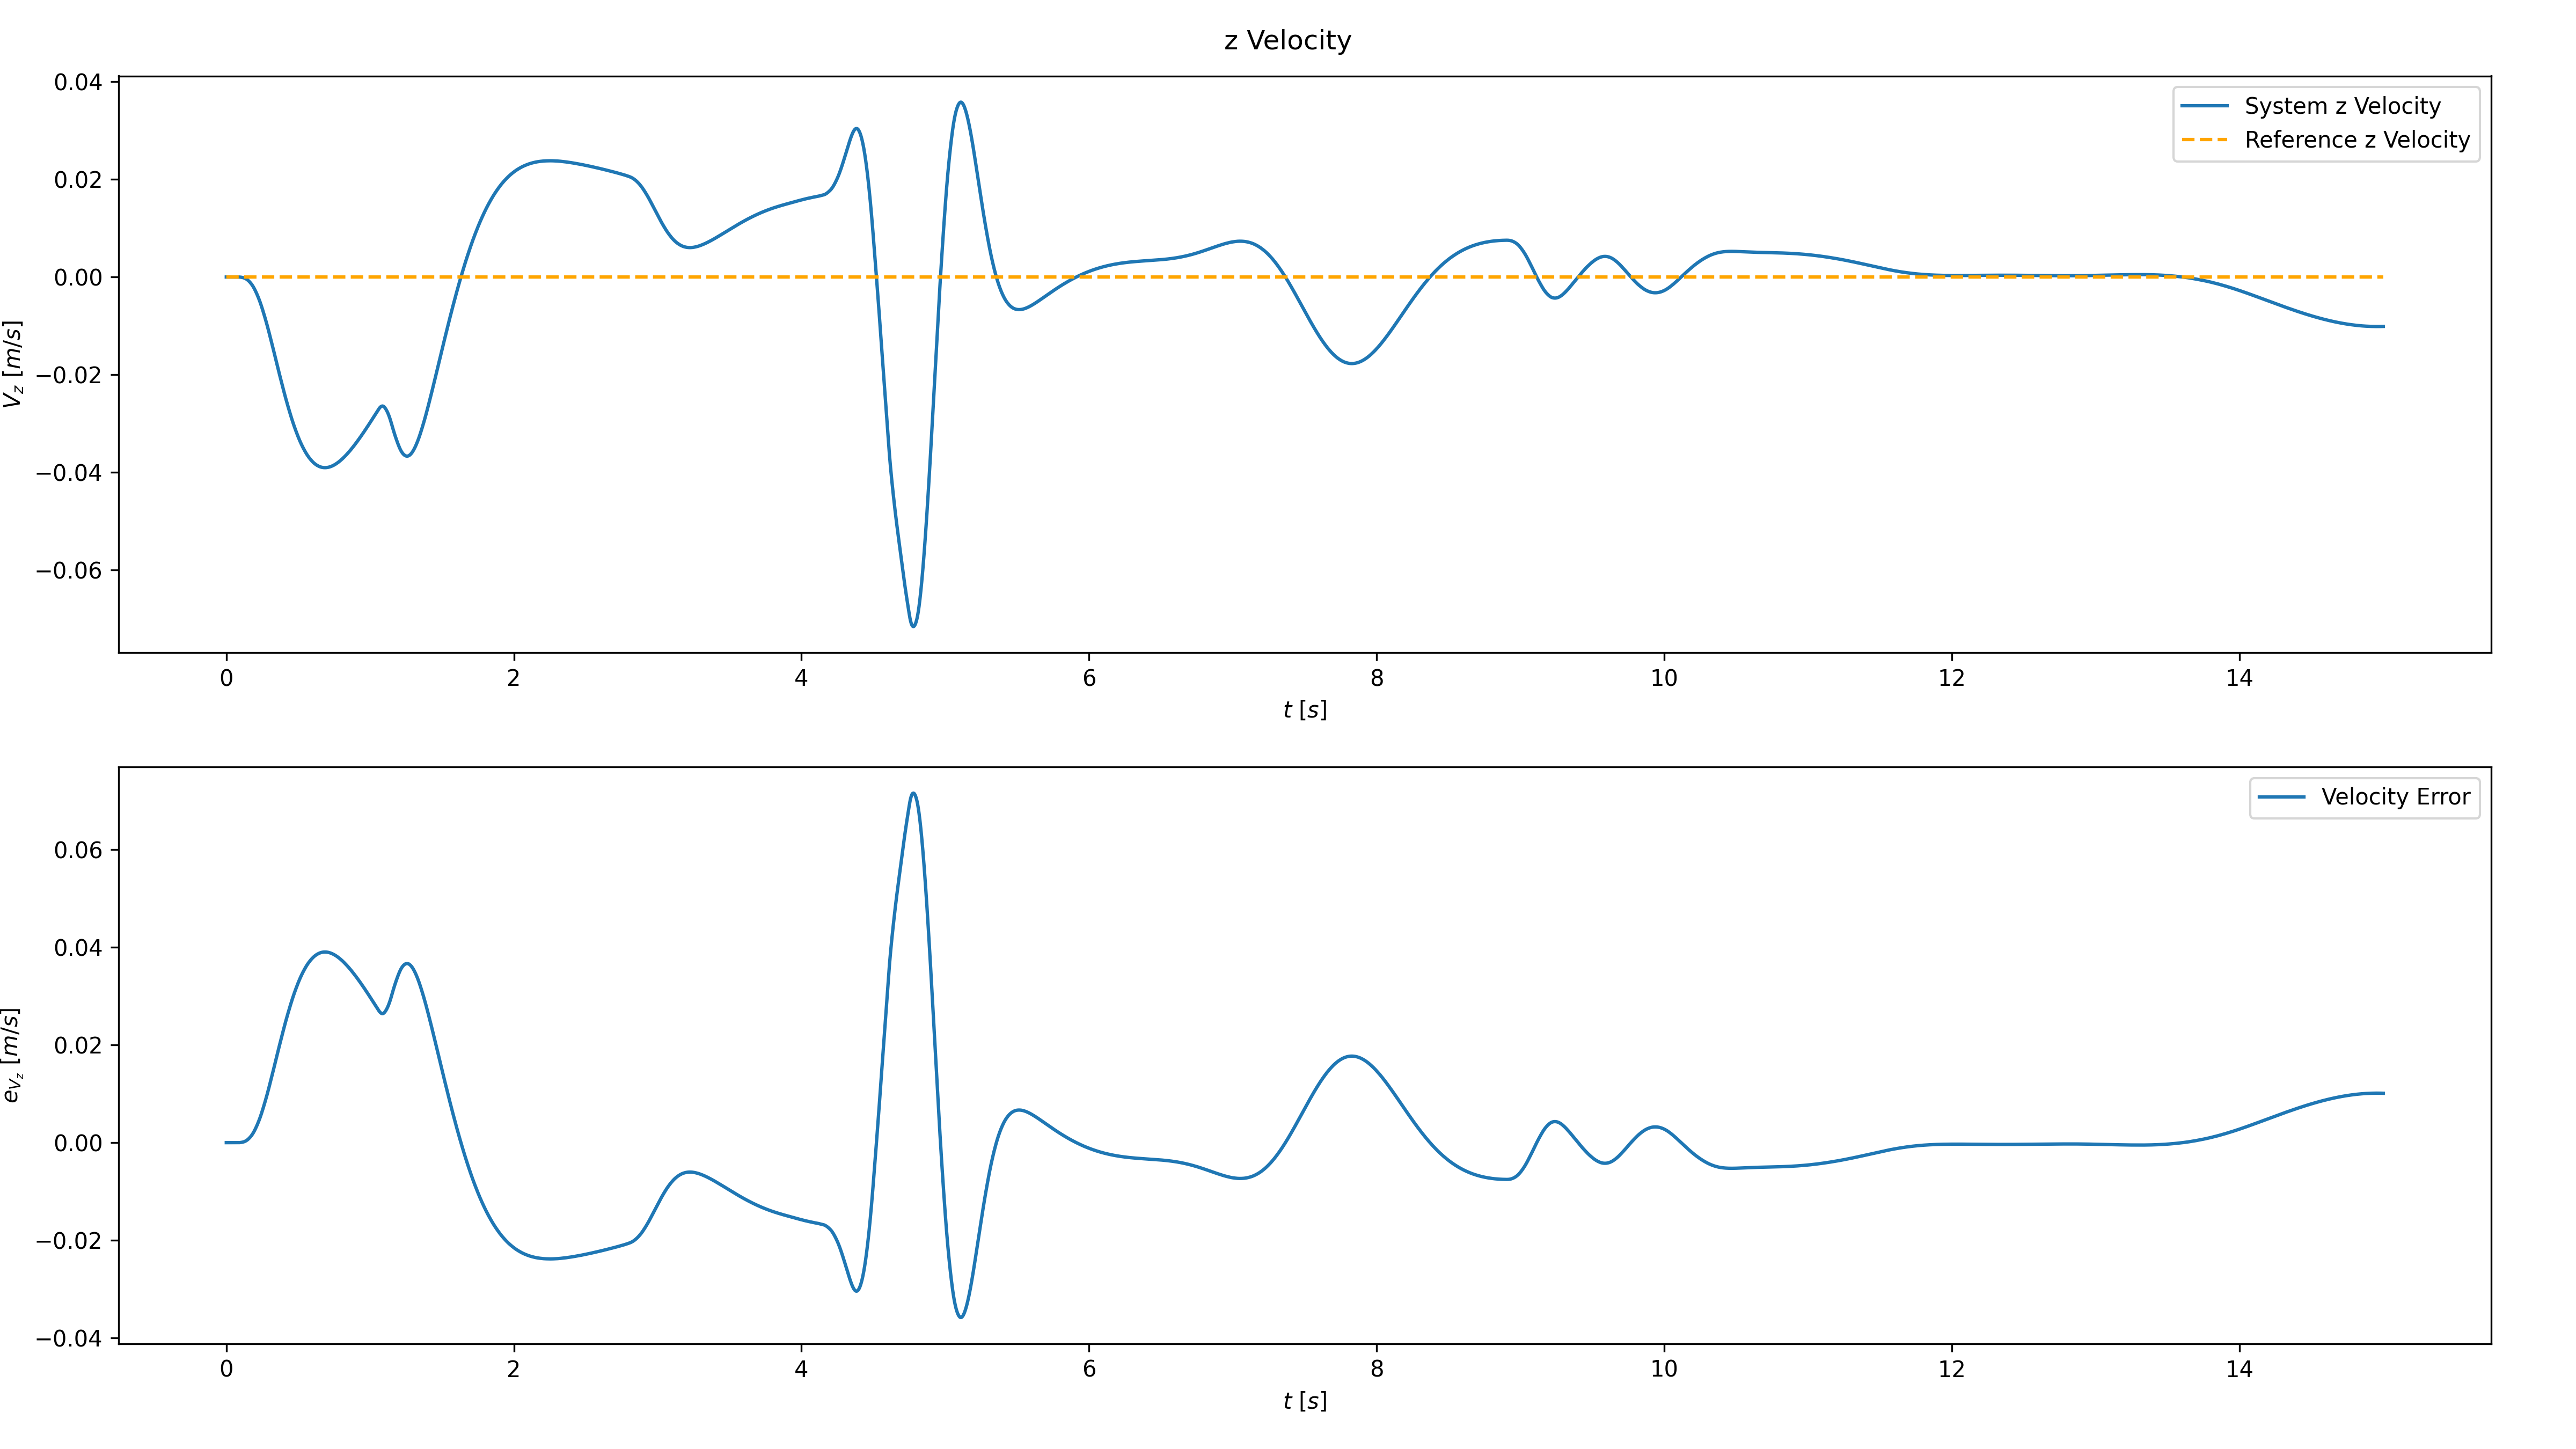 z Velocity
0.04
0.02
0.00
−0.02
−0.04
−0.06
V_z [m/s]
System z Velocity
Reference z Velocity
0 2 4 6 8 10 12 14
t [s]
0.06
0.04
0.02
0.00
−0.02
−0.04
e_{V_z} [m/s]
Velocity Error
0 2 4 6 8 10 12 14
t [s]